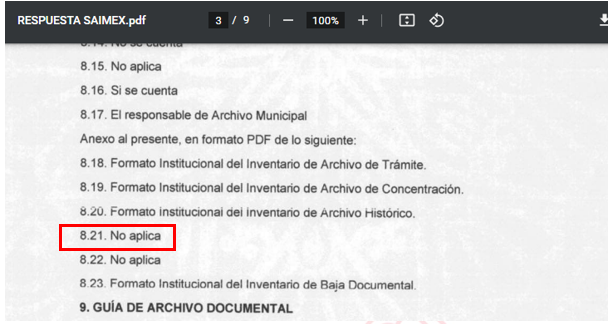 RESPUESTA SAIMEX.pdf 3 / 9 — 100% +
8.14. No se cuenta
8.15. No aplica
8.16. Si se cuenta
8.17. El responsable de Archivo Municipal
Anexo al presente, en formato PDF de lo siguiente:
8.18. Formato Institucional del Inventario de Archivo de Trámite.
8.19. Formato Institucional del Inventario de Archivo de Concentración.
8.20. Formato Institucional del Inventario de Archivo Histórico.
8.21. No aplica
8.22. No aplica
8.23. Formato Institucional del Inventario de Baja Documental.
9. GUÍA DE ARCHIVO DOCUMENTAL